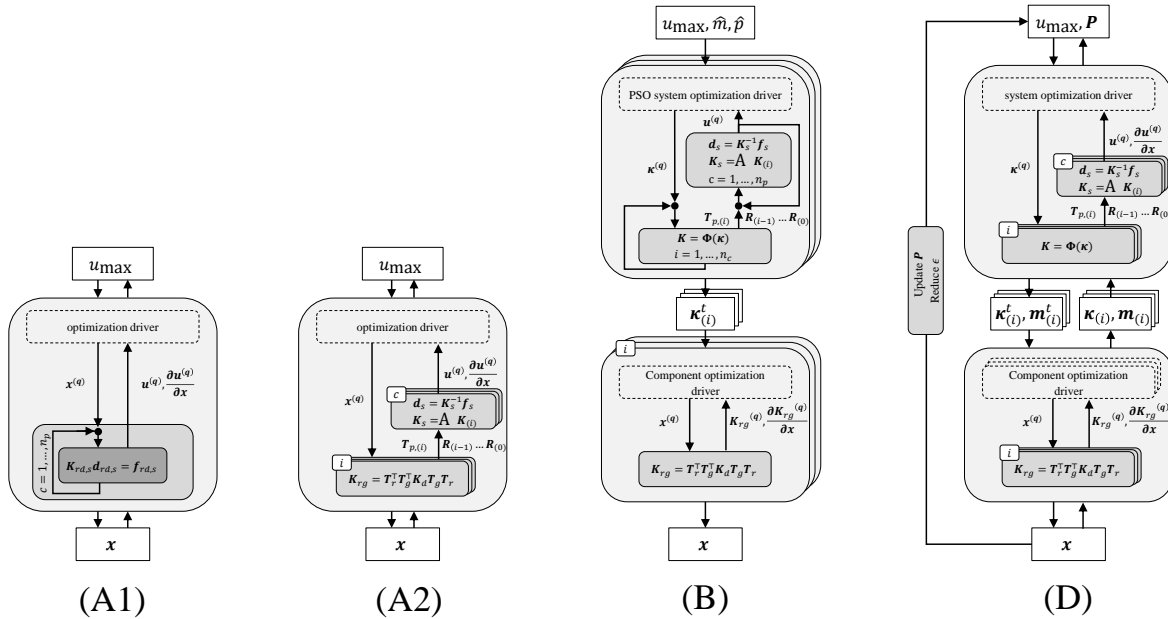 u_max
optimization driver
x^(q)
u^(q), ∂u^(q)/∂x
c = 1, …, n_p
K_rd,s d_rd,s = f_rd,s
x
(A1)
u_max
optimization driver
x^(q)
u^(q), ∂u^(q)/∂x
c
d_s = K_s^-1 f_s
K_s = A K_(i)
T_p,(i) R_(i-1) … R_(0)
i
K_rg = T_r^⊤ T_g^⊤ K_d T_g T_r
x
(A2)
u_max, m̂, p̂
PSO system optimization driver
u^(q)
κ^(q)
d_s = K_s^-1 f_s
K_s = A K_(i)
c = 1, …, n_p
T_p,(i) R_(i-1) … R_(0)
K = Φ(κ)
i = 1, …, n_c
κ^t_(i)
i
Component optimization
driver
x^(q)
K_rg^(q), ∂K_rg^(q)/∂x
K_rg = T_r^⊤ T_g^⊤ K_d T_g T_r
x
(B)
u_max, P
system optimization driver
u^(q), ∂u^(q)/∂x
κ^(q)
c
d_s = K_s^-1 f_s
K_s = A K_(i)
T_p,(i) R_(i-1) … R_(0)
i
K = Φ(κ)
Update P
Reduce ϵ
κ^t_(i), m^t_(i)
κ_(i), m_(i)
Component optimization
driver
x^(q)
K_rg^(q), ∂K_rg^(q)/∂x
i
K_rg = T_r^⊤ T_g^⊤ K_d T_g T_r
x
(D)